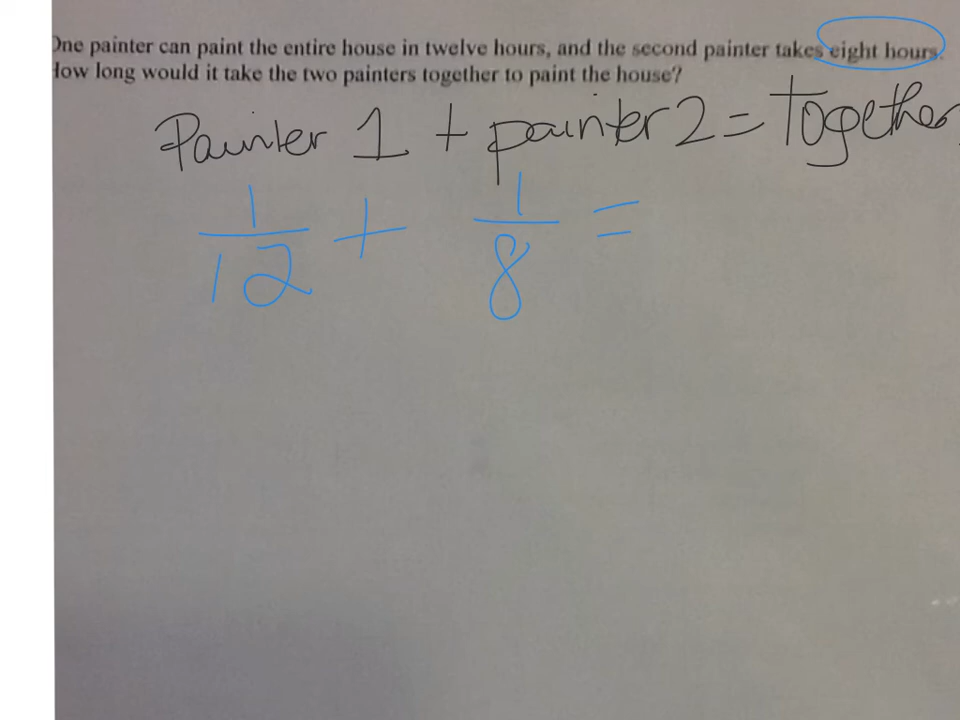 One painter can paint the entire house in twelve hours, and the second painter takes eight hours.
How long would it take the two painters together to paint the house?
Painter 1 + painter 2 = Together
1/12 + 1/8 =